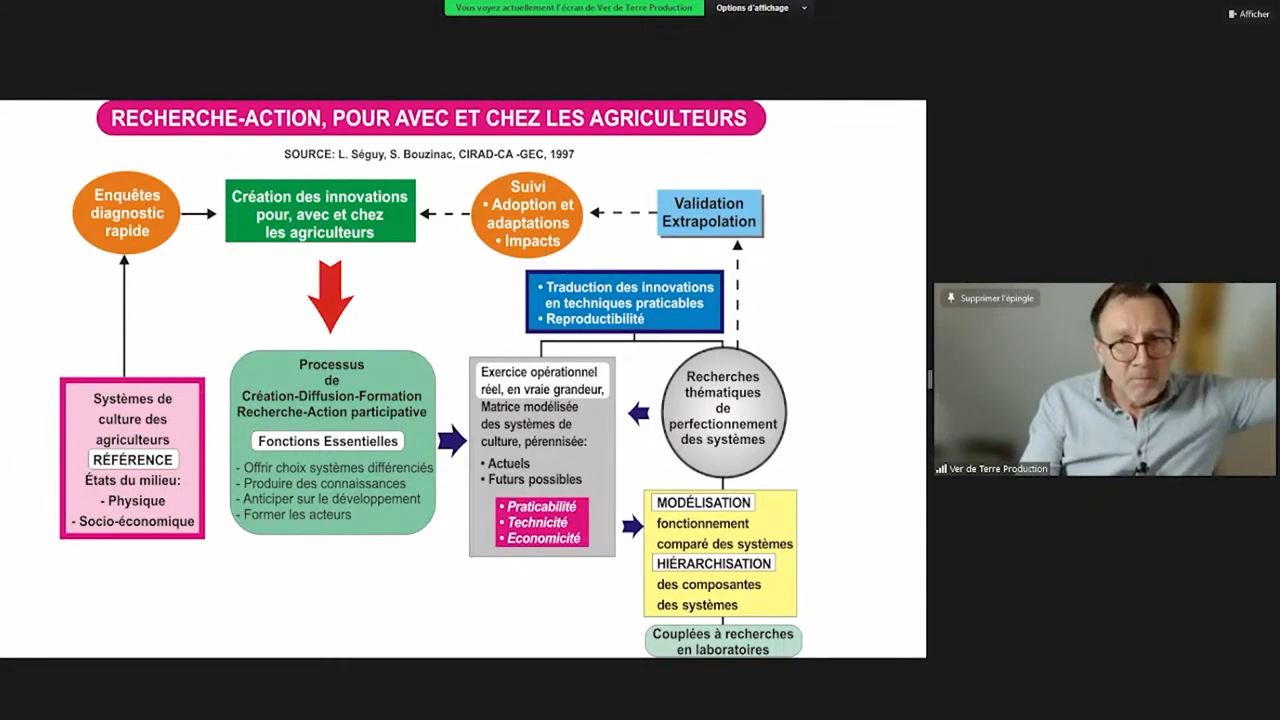 Vous voyez actuellement l'écran de Ver de Terre Production
Options d'affichage
Afficher
RECHERCHE-ACTION, POUR AVEC ET CHEZ LES AGRICULTEURS
SOURCE: L. Séguy, S. Bouzinac, CIRAD-CA -GEC, 1997
Enquêtes
diagnostic
rapide
Création des innovations
pour, avec et chez
les agriculteurs
Suivi
• Adoption et
adaptations
• Impacts
Validation
Extrapolation
• Traduction des innovations
en techniques praticables
• Reproductibilité
Systèmes de
culture des
agriculteurs
RÉFÉRENCE
États du milieu:
- Physique
- Socio-économique
Processus
de
Création-Diffusion-Formation
Recherche-Action participative
Fonctions Essentielles
- Offrir choix systèmes différenciés
- Produire des connaissances
- Anticiper sur le développement
- Former les acteurs
Exercice opérationnel
réel, en vraie grandeur,
Matrice modélisée
des systèmes de
culture, pérennisée:
• Actuels
• Futurs possibles
• Praticabilité
• Technicité
• Economicité
Recherches
thématiques
de
perfectionnement
des systèmes
MODÉLISATION
fonctionnement
comparé des systèmes
HIÉRARCHISATION
des composantes
des systèmes
Couplées à recherches
en laboratoires
Supprimer l'épingle
Ver de Terre Production